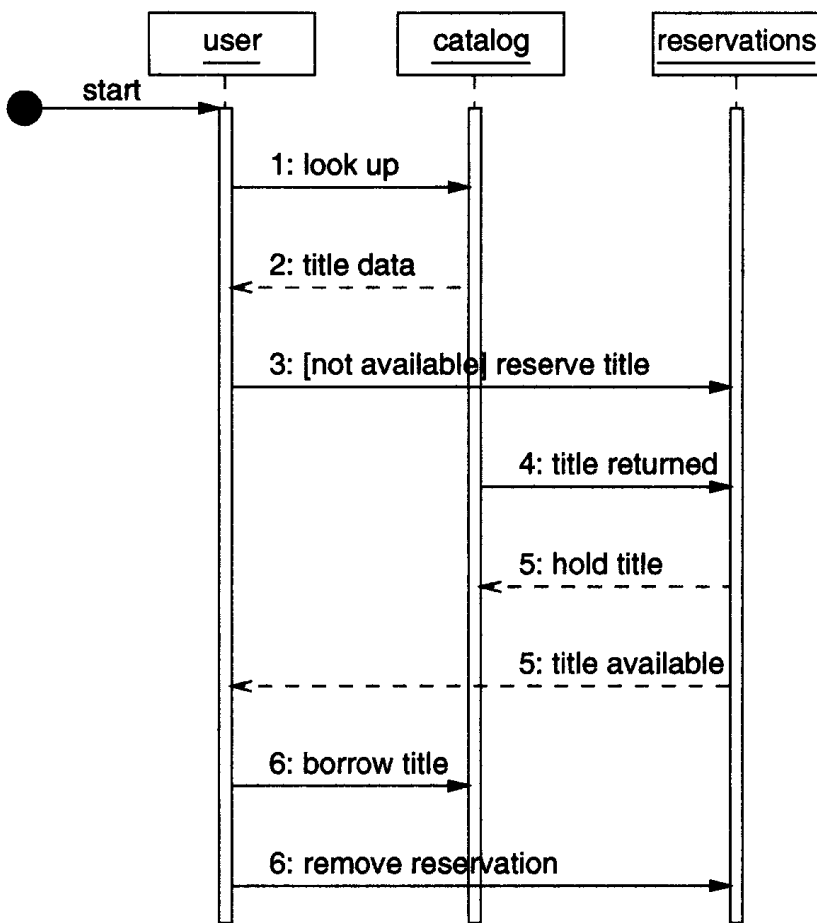 user
catalog
reservations
start
1: look up
2: title data
3: [not available] reserve title
4: title returned
5: hold title
5: title available
6: borrow title
6: remove reservation